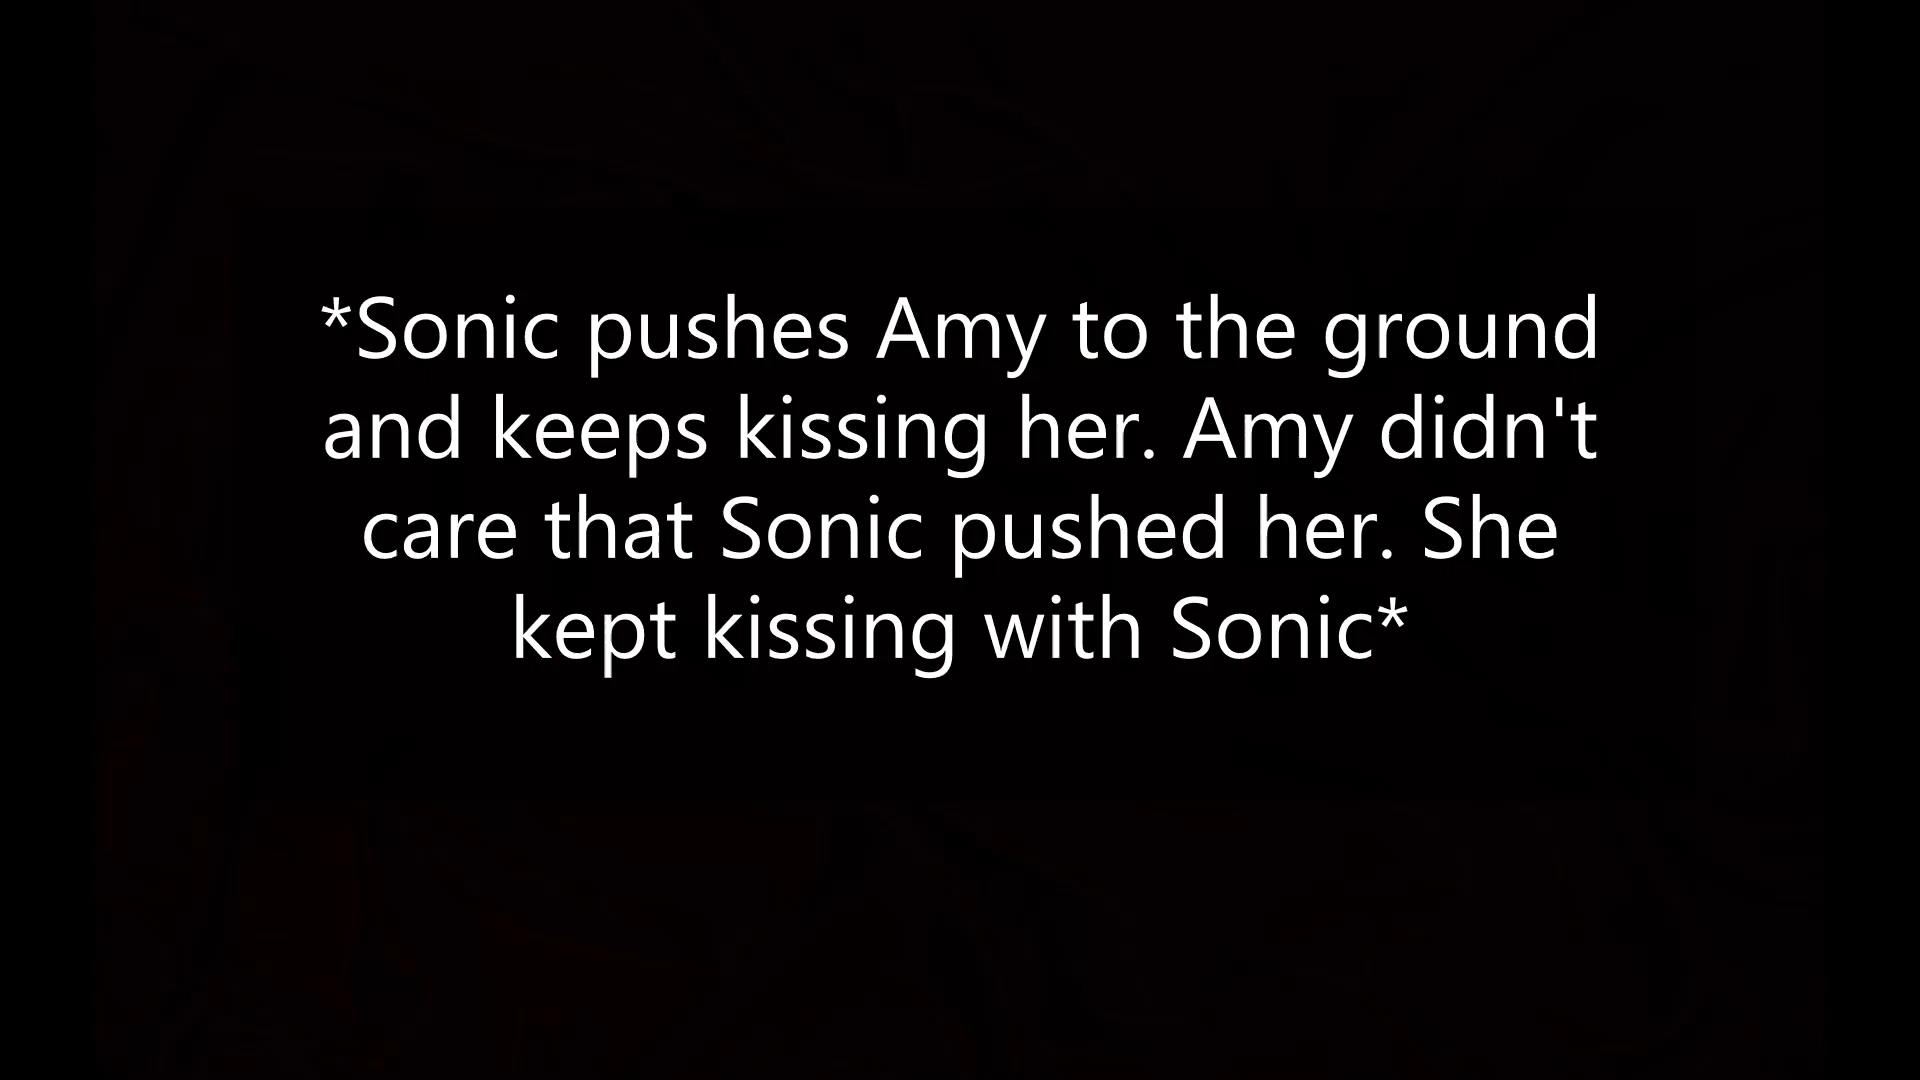 *Sonic pushes Amy to the ground
and keeps kissing her. Amy didn't
care that Sonic pushed her. She
kept kissing with Sonic*